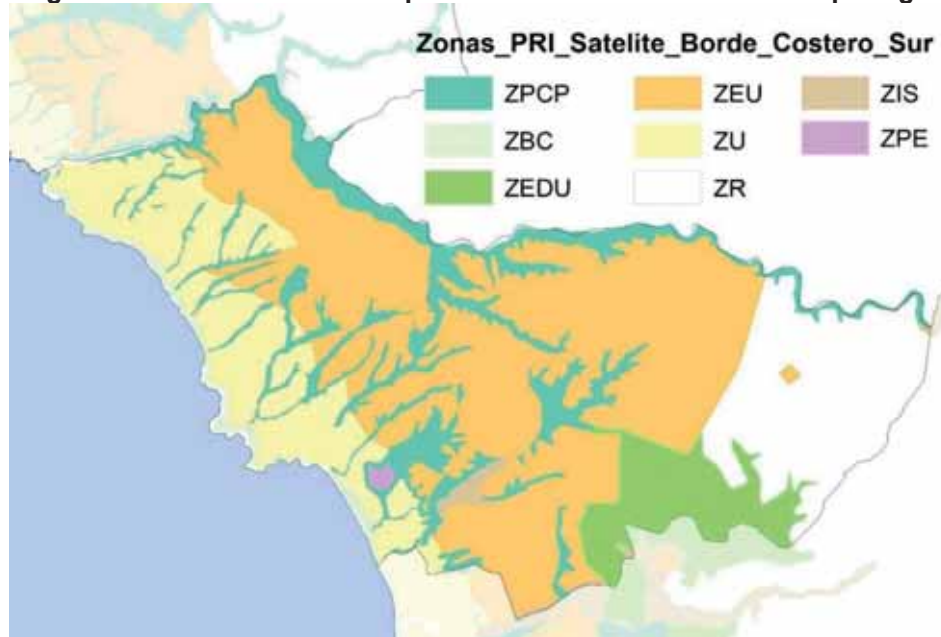 Zonas_PRI_Satelite_Borde_Costero_Sur
ZPCP ZEU ZIS
ZBC ZU ZPE
ZEDU ZR